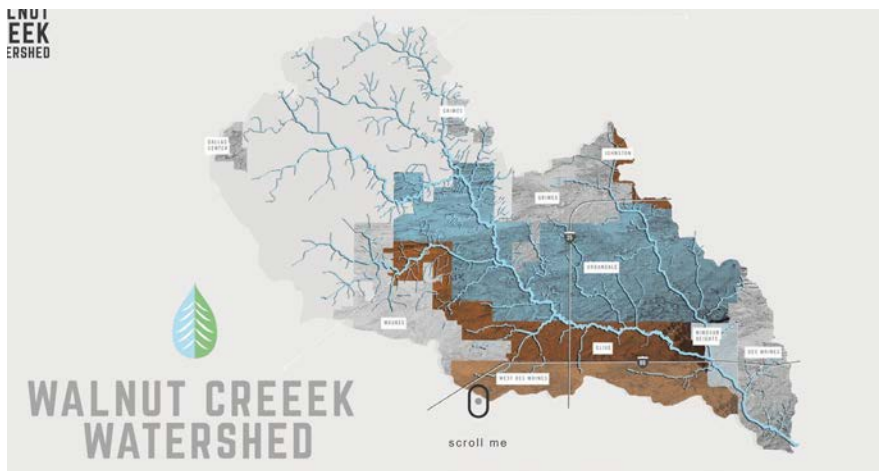 LNUT
EEK
ERSHED
GRIMES
DALLAS
CENTER
JOHNSTON
GRIMES
URBANDALE
WAUKEE
WINDSOR
HEIGHTS
CLIVE
DES MOINES
WEST DES MOINES
WALNUT CREEEK
WATERSHED
scroll me